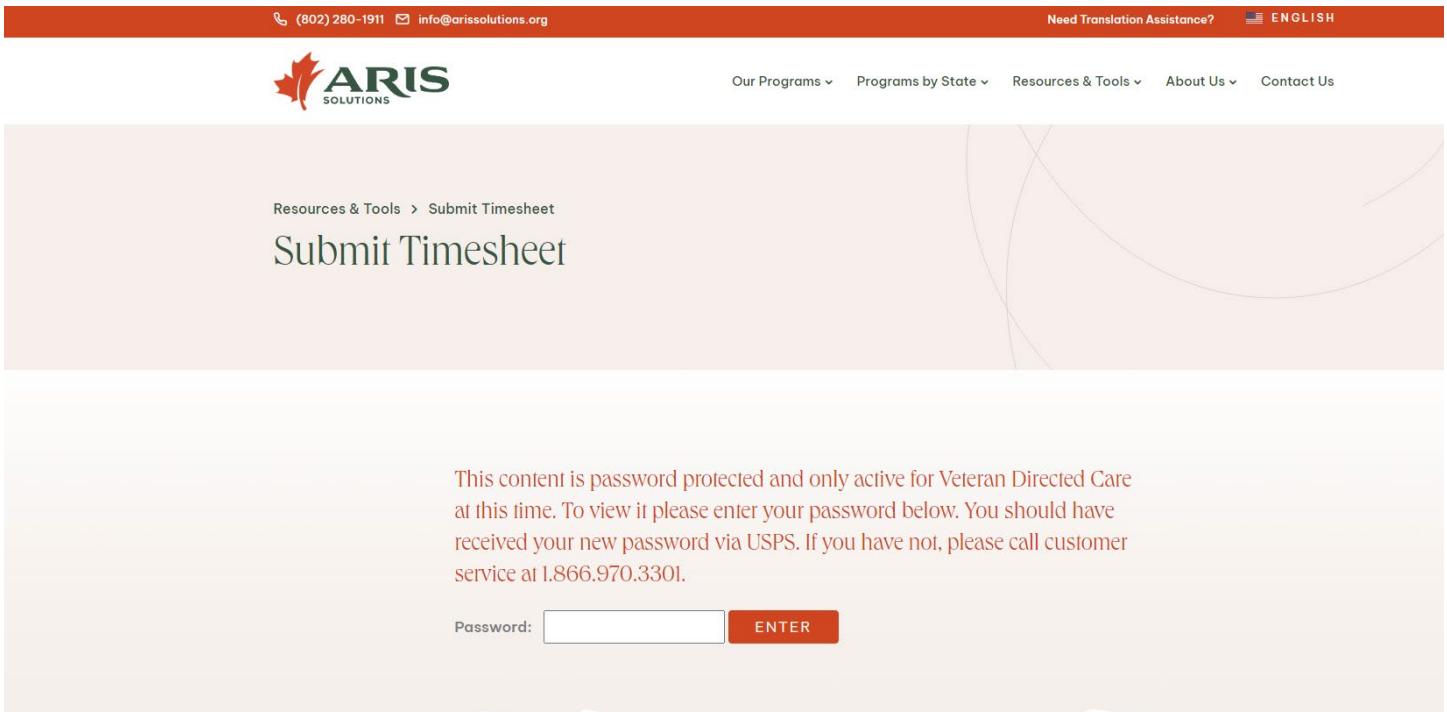 (802) 280-1911 info@arissolutions.org Need Translation Assistance? ENGLISH
ARIS
SOLUTIONS
Our Programs Programs by State Resources & Tools About Us Contact Us
Resources & Tools > Submit Timesheet
Submit Timesheet
This content is password protected and only active for Veteran Directed Care
at this time. To view it please enter your password below. You should have
received your new password via USPS. If you have not, please call customer
service at 1.866.970.3301.
Password: ENTER